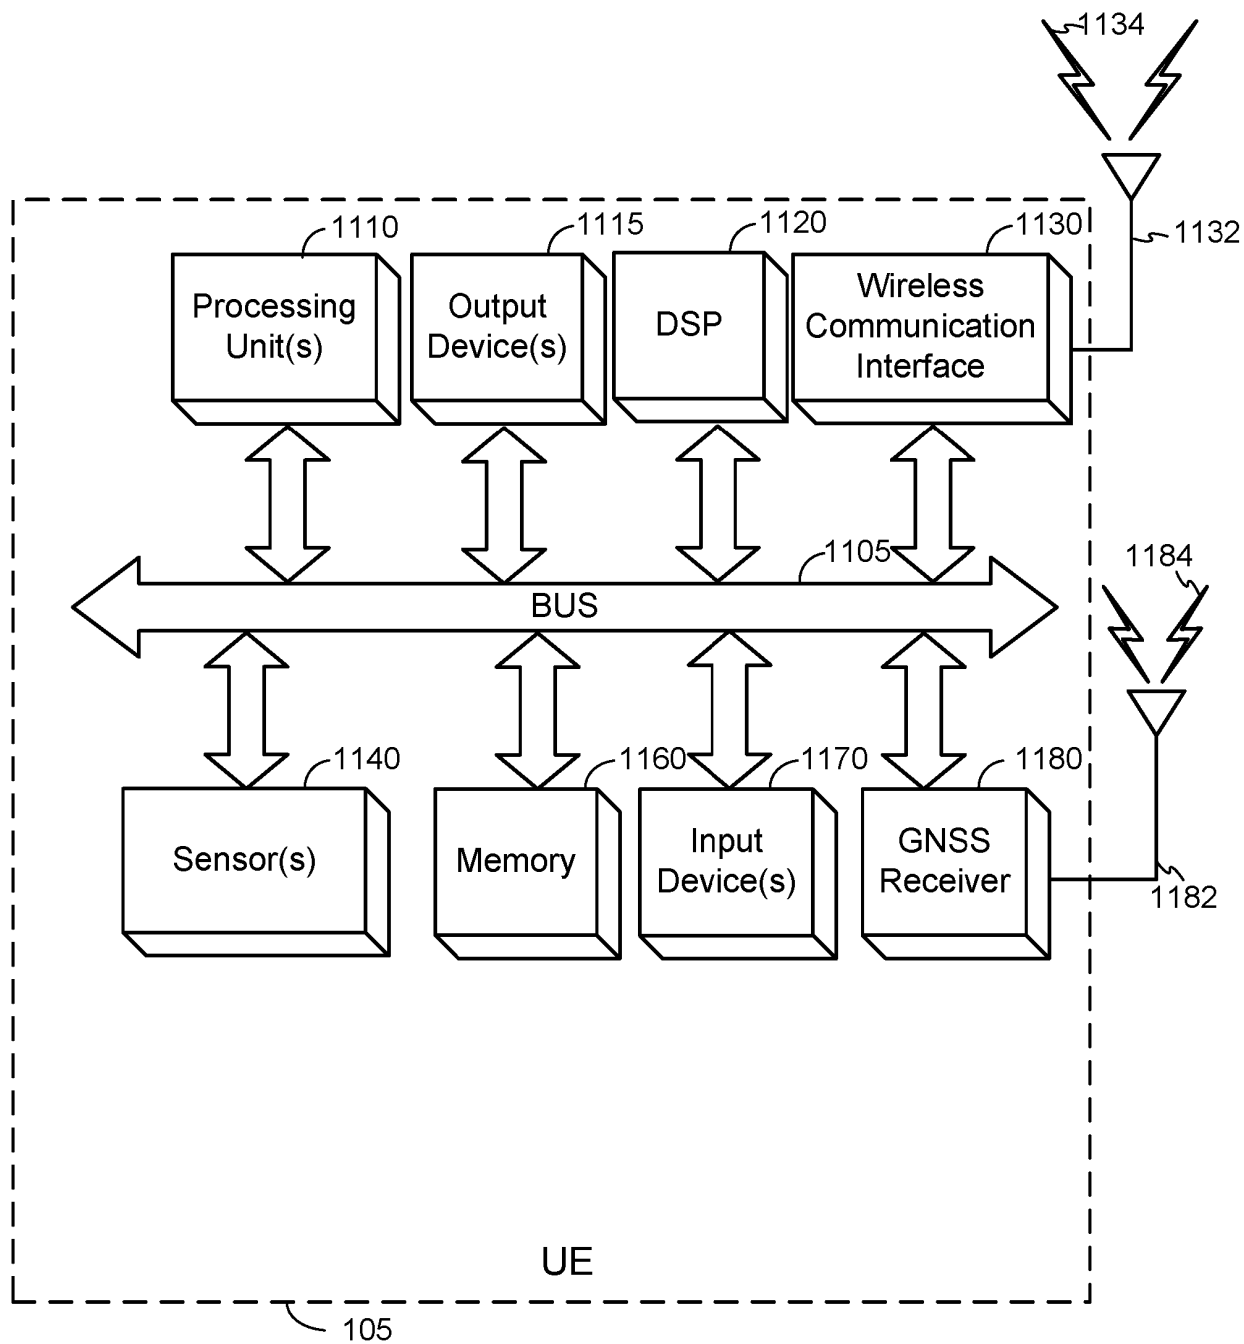 1134
1132
1110
1115
1120
1130
Processing
Unit(s)
Output
Device(s)
DSP
Wireless
Communication
Interface
1105
BUS
1184
1140
1160
1170
1180
Sensor(s)
Memory
Input
Device(s)
GNSS
Receiver
1182
UE
105